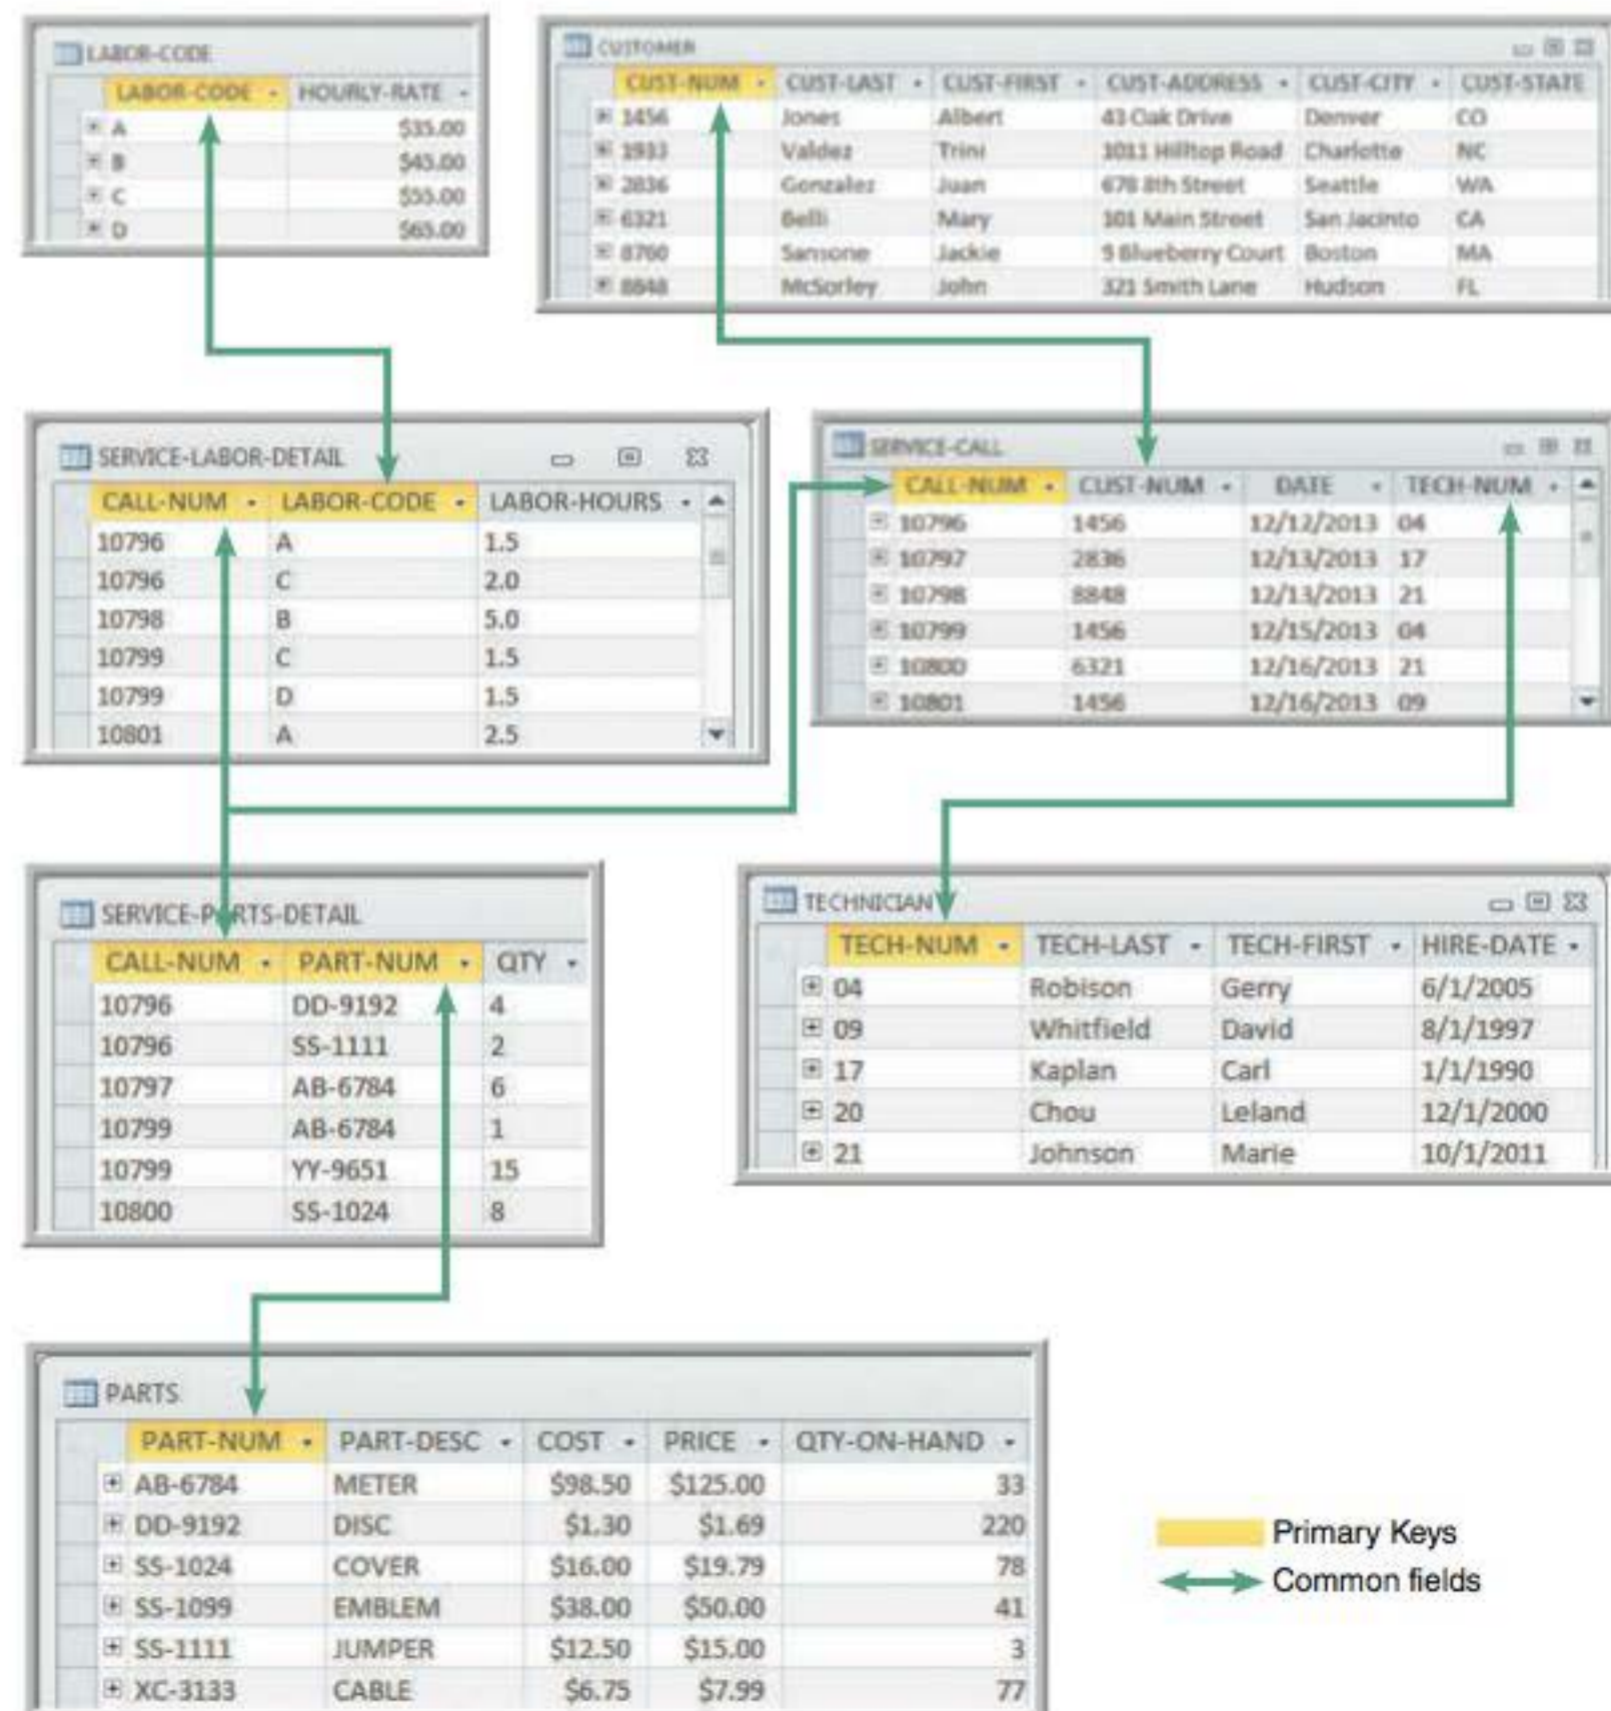 LABOR-CODE
LABOR-CODE HOURLY-RATE
A $35.00
B $45.00
C $55.00
D $65.00
CUSTOMER
CUST-NUM CUST-LAST CUST-FIRST CUST-ADDRESS CUST-CITY CUST-STATE
1456 Jones Albert 43 Oak Drive Denver CO
1933 Valdez Trini 1011 Hilltop Road Charlotte NC
2836 Gonzalez Juan 678 8th Street Seattle WA
6321 Belli Mary 101 Main Street San Jacinto CA
8760 Sansone Jackie 9 Blueberry Court Boston MA
8848 McSorley John 321 Smith Lane Hudson FL
SERVICE-LABOR-DETAIL
CALL-NUM LABOR-CODE LABOR-HOURS
10796 A 1.5
10796 C 2.0
10798 B 5.0
10799 C 1.5
10799 D 1.5
10801 A 2.5
SERVICE-CALL
CALL-NUM CUST-NUM DATE TECH-NUM
10796 1456 12/12/2013 04
10797 2836 12/13/2013 17
10798 8848 12/13/2013 21
10799 1456 12/15/2013 04
10800 6321 12/16/2013 21
10801 1456 12/16/2013 09
SERVICE-PARTS-DETAIL
CALL-NUM PART-NUM QTY
10796 DD-9192 4
10796 SS-1111 2
10797 AB-6784 6
10799 AB-6784 1
10799 YY-9651 15
10800 SS-1024 8
TECHNICIAN
TECH-NUM TECH-LAST TECH-FIRST HIRE-DATE
04 Robison Gerry 6/1/2005
09 Whitfield David 8/1/1997
17 Kaplan Carl 1/1/1990
20 Chou Leland 12/1/2000
21 Johnson Marie 10/1/2011
PARTS
PART-NUM PART-DESC COST PRICE QTY-ON-HAND
AB-6784 METER $98.50 $125.00 33
DD-9192 DISC $1.30 $1.69 220
SS-1024 COVER $16.00 $19.79 78
SS-1099 EMBLEM $38.00 $50.00 41
SS-1111 JUMPER $12.50 $15.00 3
XC-3133 CABLE $6.75 $7.99 77
Primary Keys
Common fields